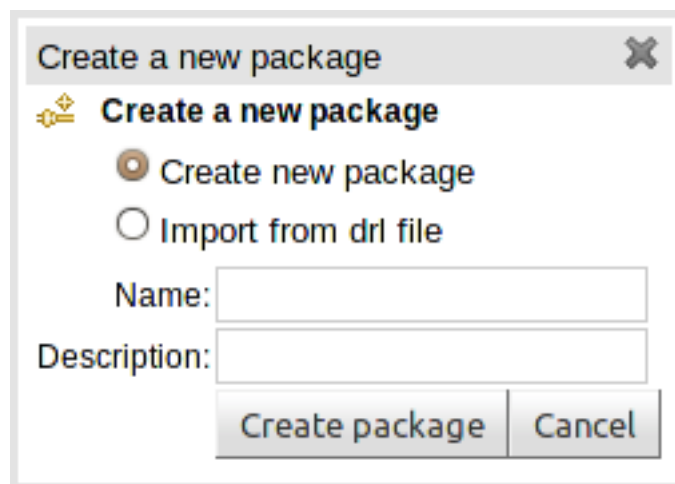 Create a new package
Create a new package
Create new package
Import from drl file
Name:
Description:
Create package Cancel